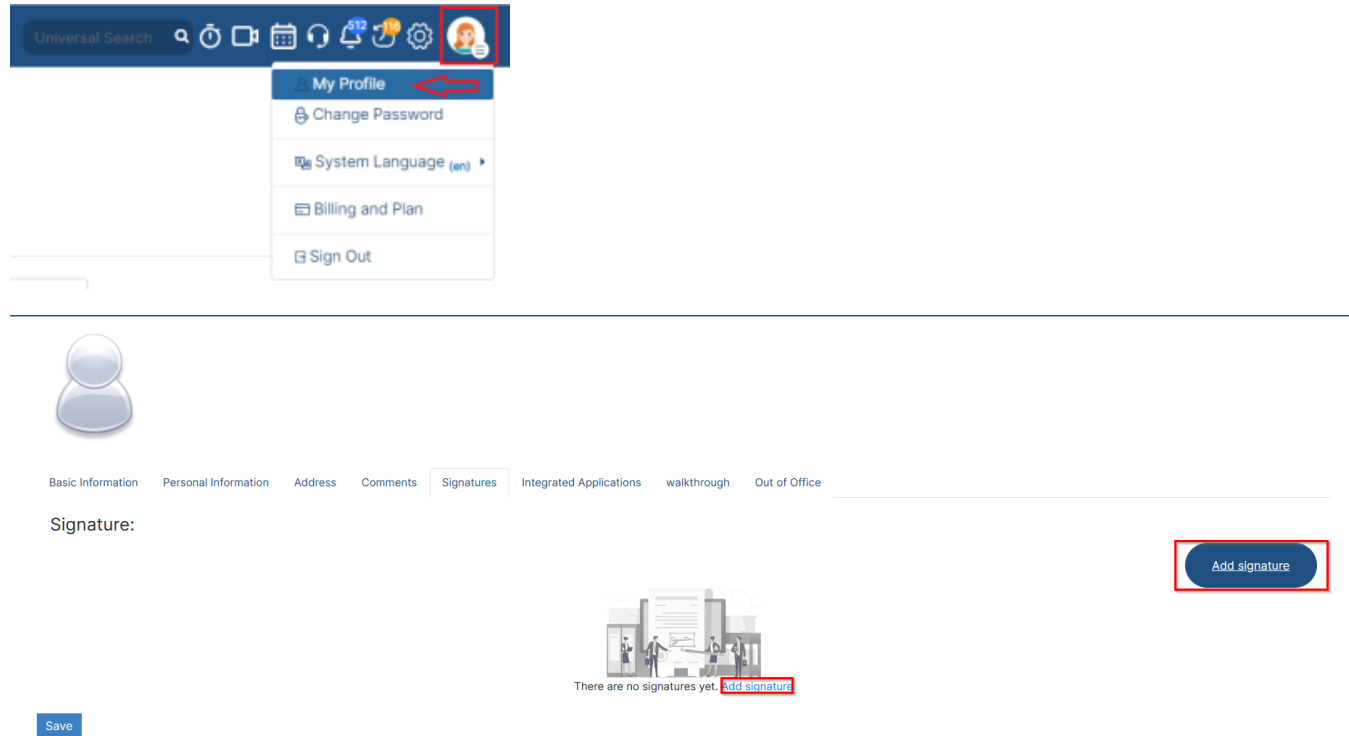 Universal Search 512 116
My Profile
Change Password
System Language (en)
Billing and Plan
Sign Out
Basic Information Personal Information Address Comments Signatures Integrated Applications walkthrough Out of Office
Signature:
Add signature
There are no signatures yet. Add signature
Save